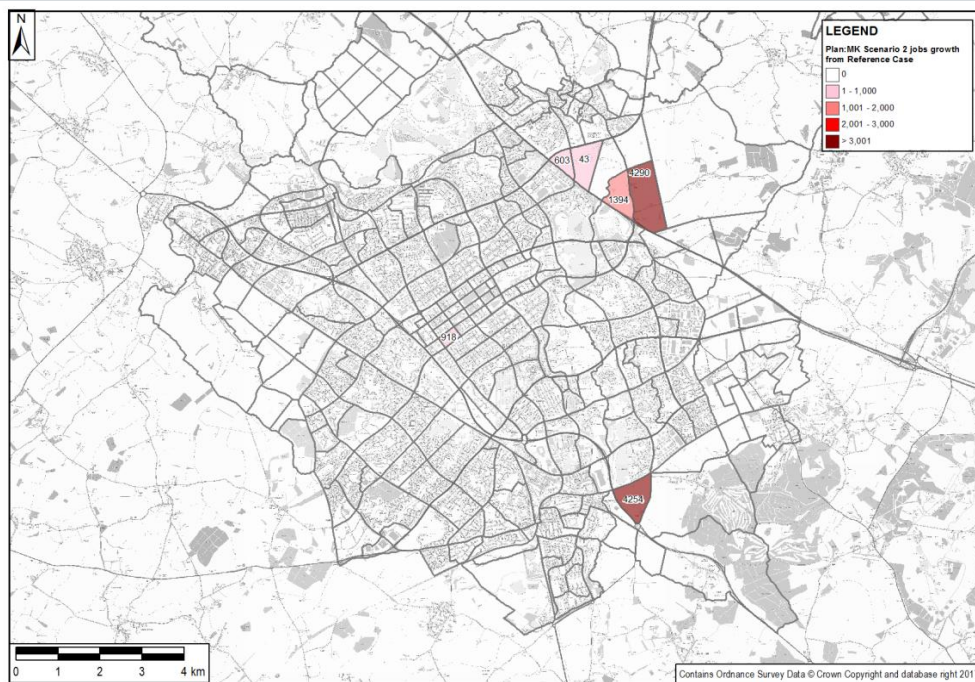 N
LEGEND
Plan:MK Scenario 2 jobs growth
from Reference Case
0
1 - 1,000
1,001 - 2,000
2,001 - 3,000
> 3,001
603
43
4290
1394
918
4254
0 1 2 3 4 km
Contains Ordnance Survey Data © Crown Copyright and database right 201